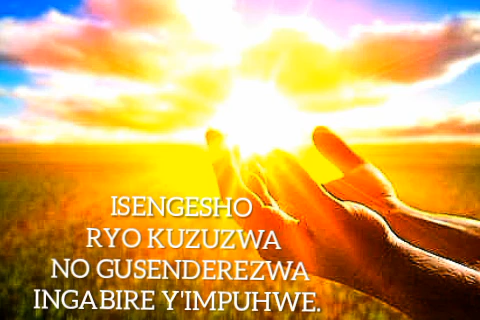 ISENGESHO
RYO KUZUZWA
NO GUSENDEREZWA
INGABIRE Y'IMPUHWE.